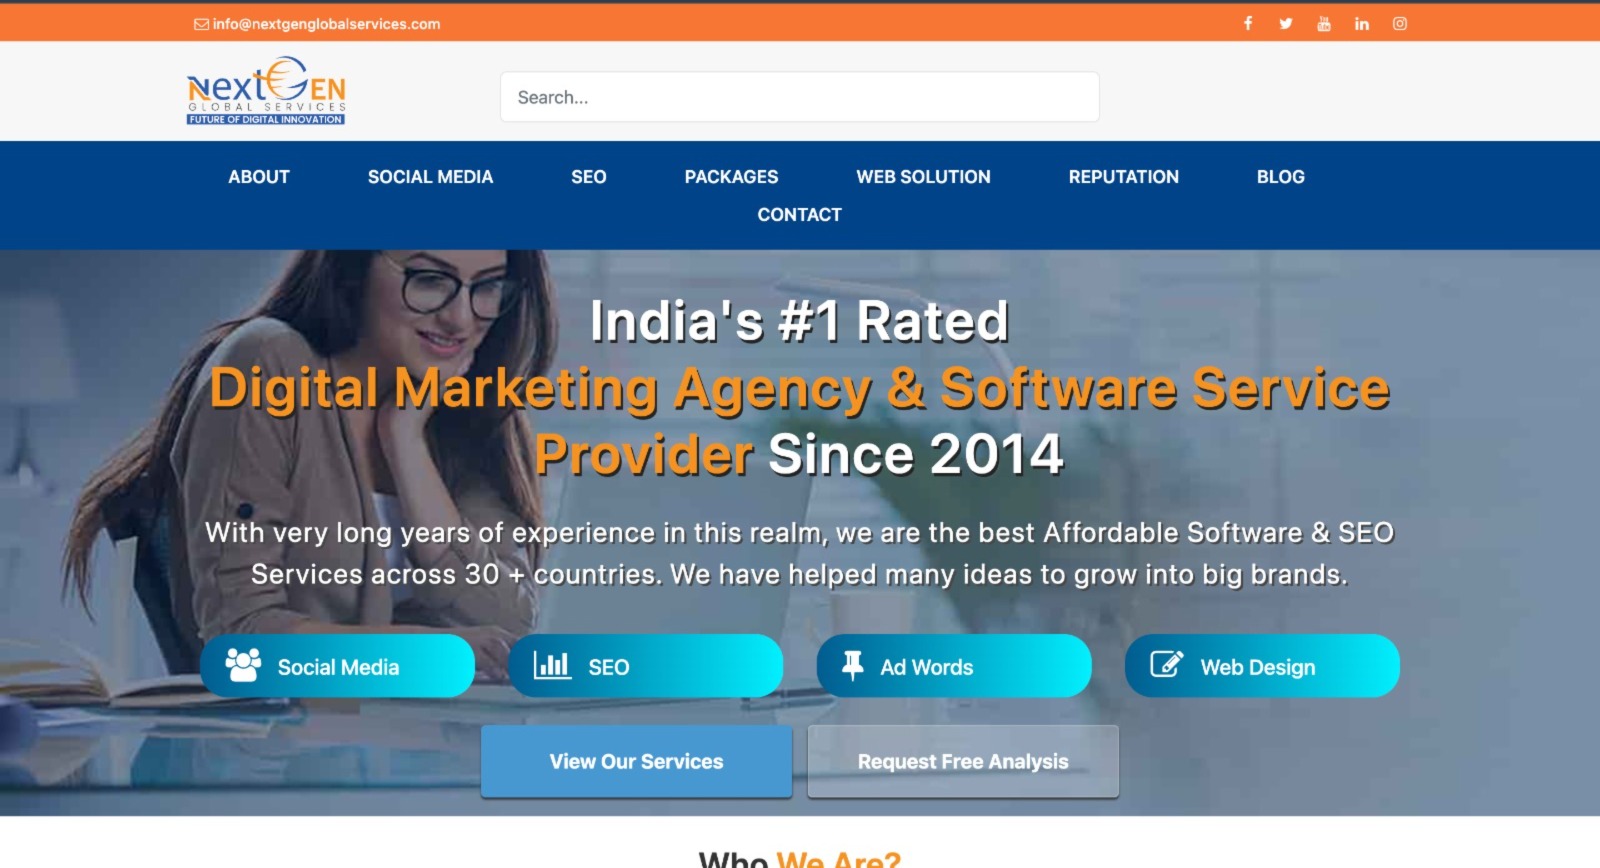 info@nextgenglobalservices.com
NextGEN
GLOBAL SERVICES
FUTURE OF DIGITAL INNOVATION
Search...
ABOUT SOCIAL MEDIA SEO PACKAGES WEB SOLUTION REPUTATION BLOG
CONTACT
India's #1 Rated
Digital Marketing Agency & Software Service
Provider Since 2014
With very long years of experience in this realm, we are the best Affordable Software & SEO
Services across 30 + countries. We have helped many ideas to grow into big brands.
Social Media SEO Ad Words Web Design
View Our Services Request Free Analysis
Who We Are?